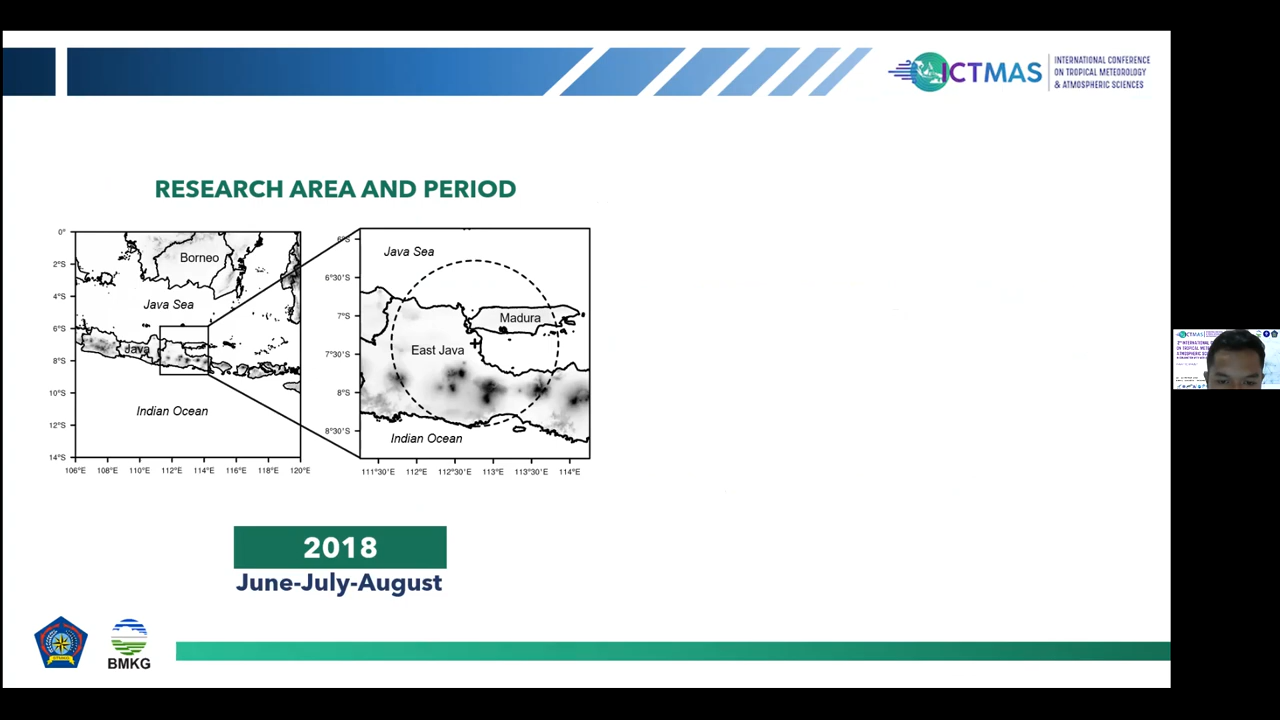 ICTMAS
INTERNATIONAL CONFERENCE
ON TROPICAL METEOROLOGY
& ATMOSPHERIC SCIENCES
RESEARCH AREA AND PERIOD
0°
2°S
4°S
6°S
8°S
10°S
12°S
14°S
106°E 108°E 110°E 112°E 114°E 116°E 118°E 120°E
Borneo
Java Sea
Java
Indian Ocean
6°S
6°30'S
7°S
7°30'S
8°S
8°30'S
111°30'E 112°E 112°30'E 113°E 113°30'E 114°E
Java Sea
Madura
East Java
Indian Ocean
2018
June-July-August
BMKG